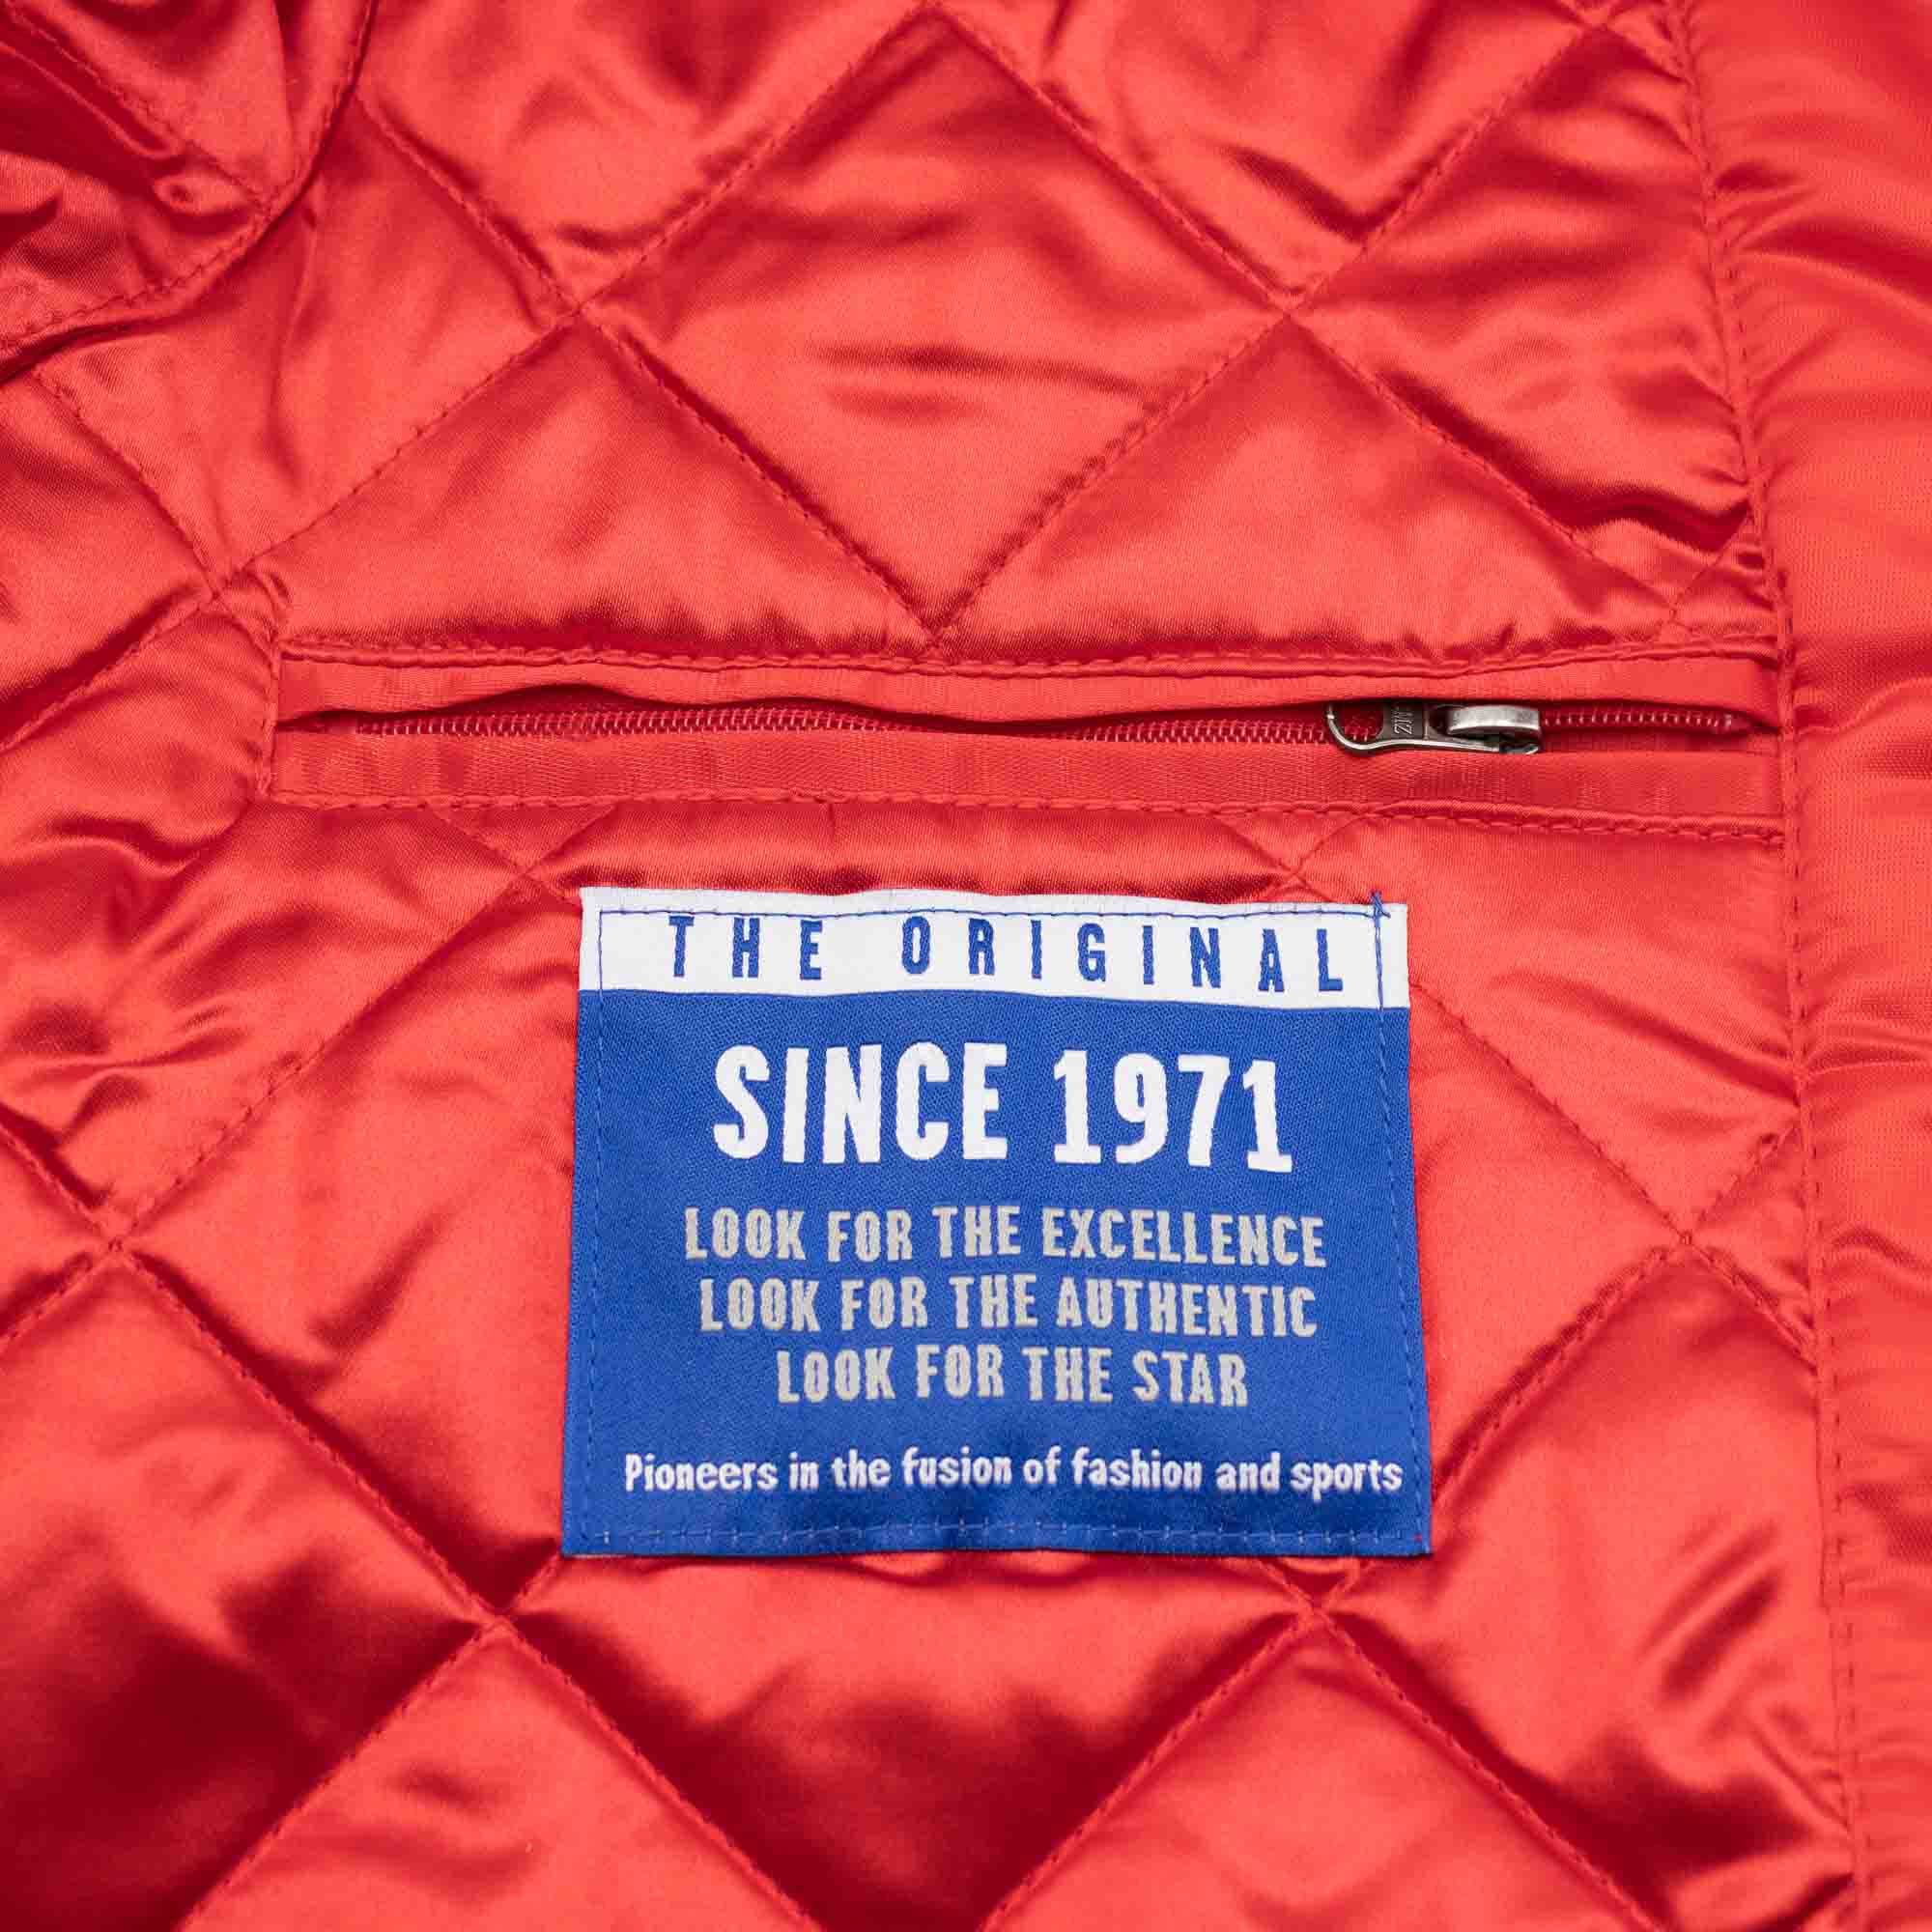 THE ORIGINAL
SINCE 1971
LOOK FOR THE EXCELLENCE
LOOK FOR THE AUTHENTIC
LOOK FOR THE STAR
Pioneers in the fusion of fashion and sports